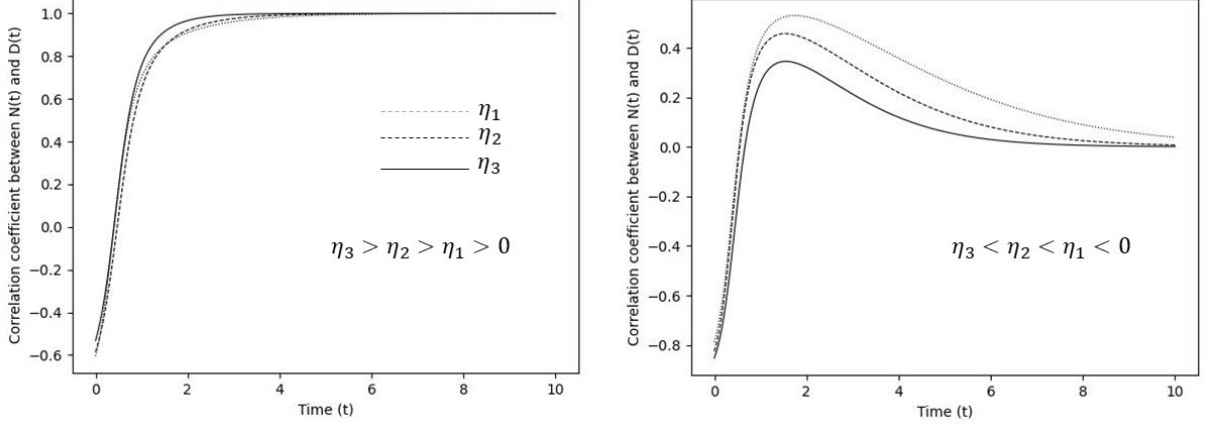 Correlation coefficient between N(t) and D(t)
1.0
0.8
0.6
0.4
0.2
0.0
−0.2
−0.4
−0.6
η₁
η₂
η₃
η₃ > η₂ > η₁ > 0
0 2 4 6 8 10
Time (t)
Correlation coefficient between N(t) and D(t)
0.4
0.2
0.0
−0.2
−0.4
−0.6
−0.8
η₃ < η₂ < η₁ < 0
0 2 4 6 8 10
Time (t)